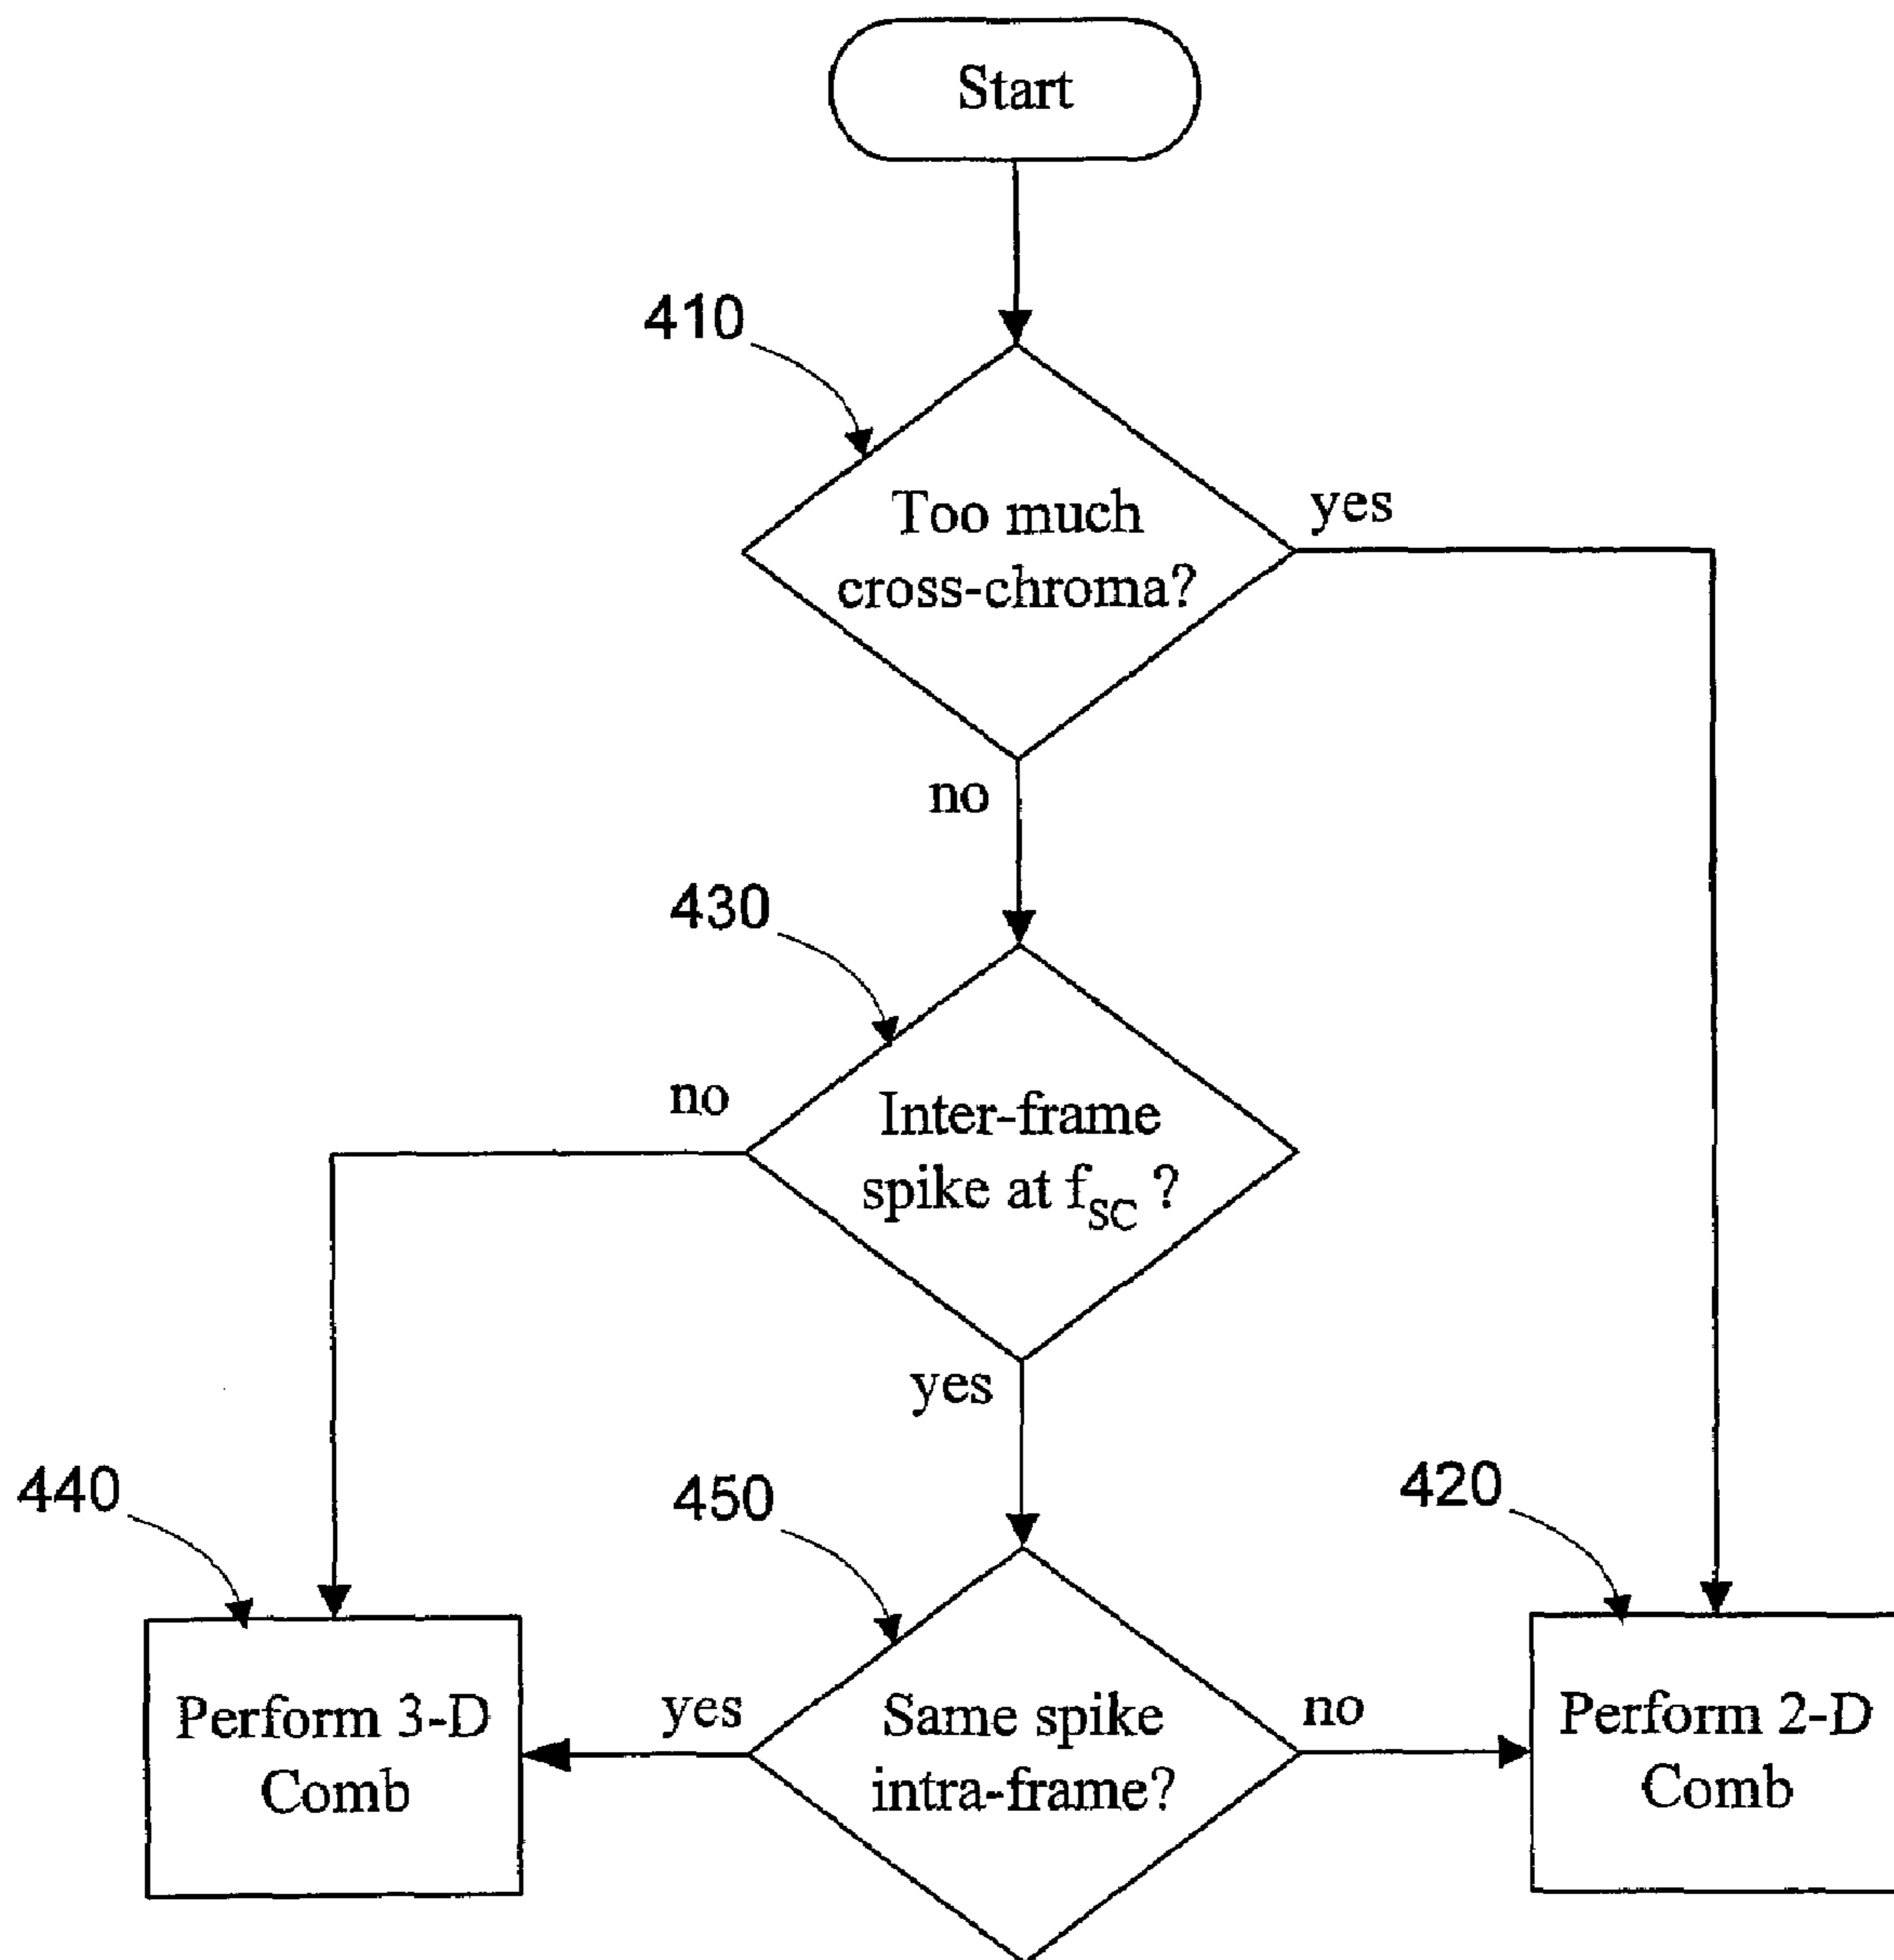 Start
410
Too much
cross-chroma?
yes
no
430
Inter-frame
spike at fSC ?
no
yes
440
450
420
Perform 3-D
Comb
yes
Same spike
intra-frame?
no
Perform 2-D
Comb